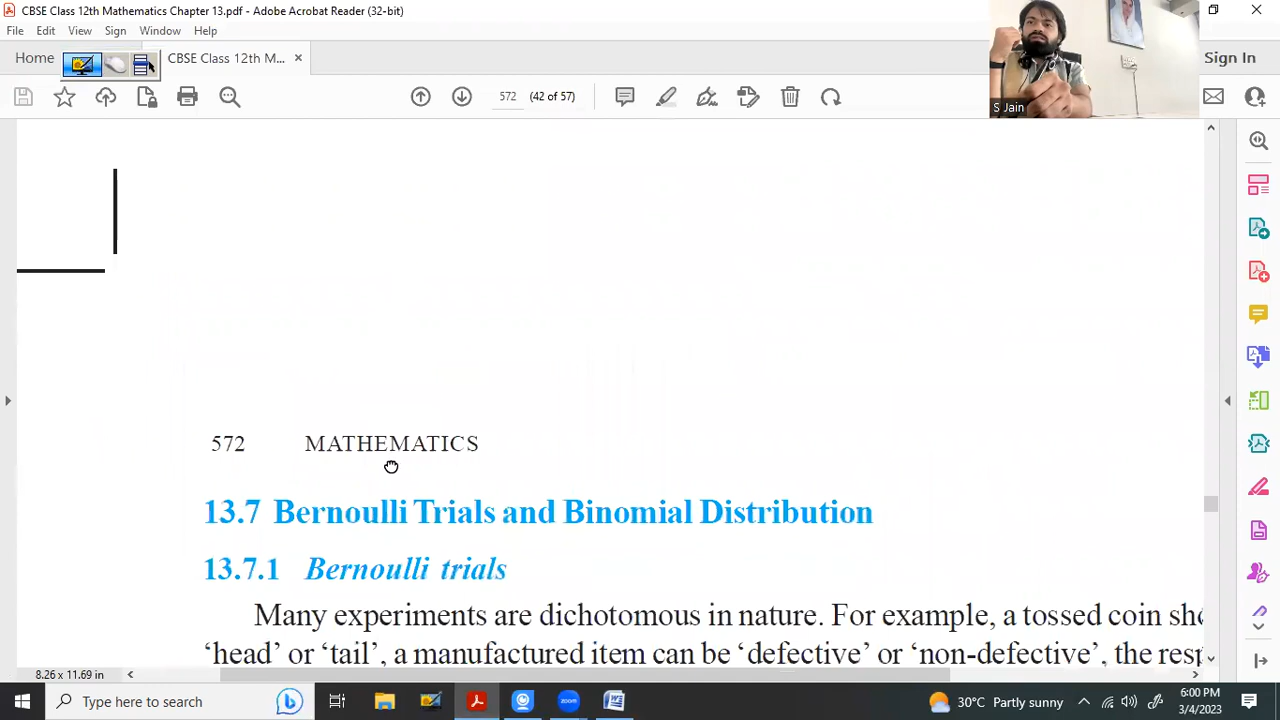 CBSE Class 12th Mathematics Chapter 13.pdf - Adobe Acrobat Reader (32-bit)
File Edit View Sign Window Help
Home
CBSE Class 12th M...
Sign In
572 (42 of 57)
S Jain
572 MATHEMATICS
13.7 Bernoulli Trials and Binomial Distribution
13.7.1 Bernoulli trials
Many experiments are dichotomous in nature. For example, a tossed coin sho
‘head’ or ‘tail’, a manufactured item can be ‘defective’ or ‘non-defective’, the resp
8.26 x 11.69 in
Type here to search
30°C Partly sunny
6:00 PM
3/4/2023